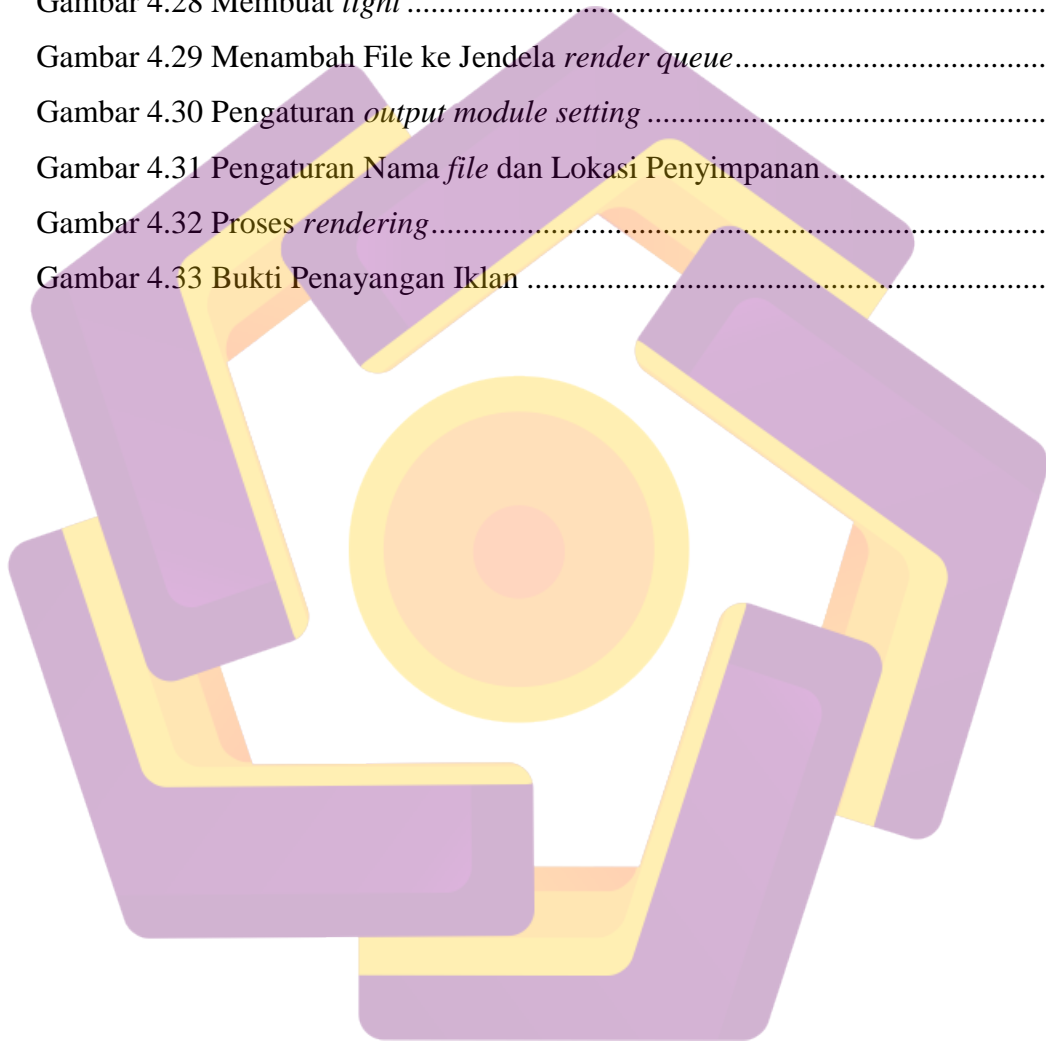 Gambar 4.28 Membuat light ............................................................
Gambar 4.29 Menambah File ke Jendela render queue............................
Gambar 4.30 Pengaturan output module setting ....................................
Gambar 4.31 Pengaturan Nama file dan Lokasi Penyimpanan....................
Gambar 4.32 Proses rendering............................................................
Gambar 4.33 Bukti Penayangan Iklan ..................................................